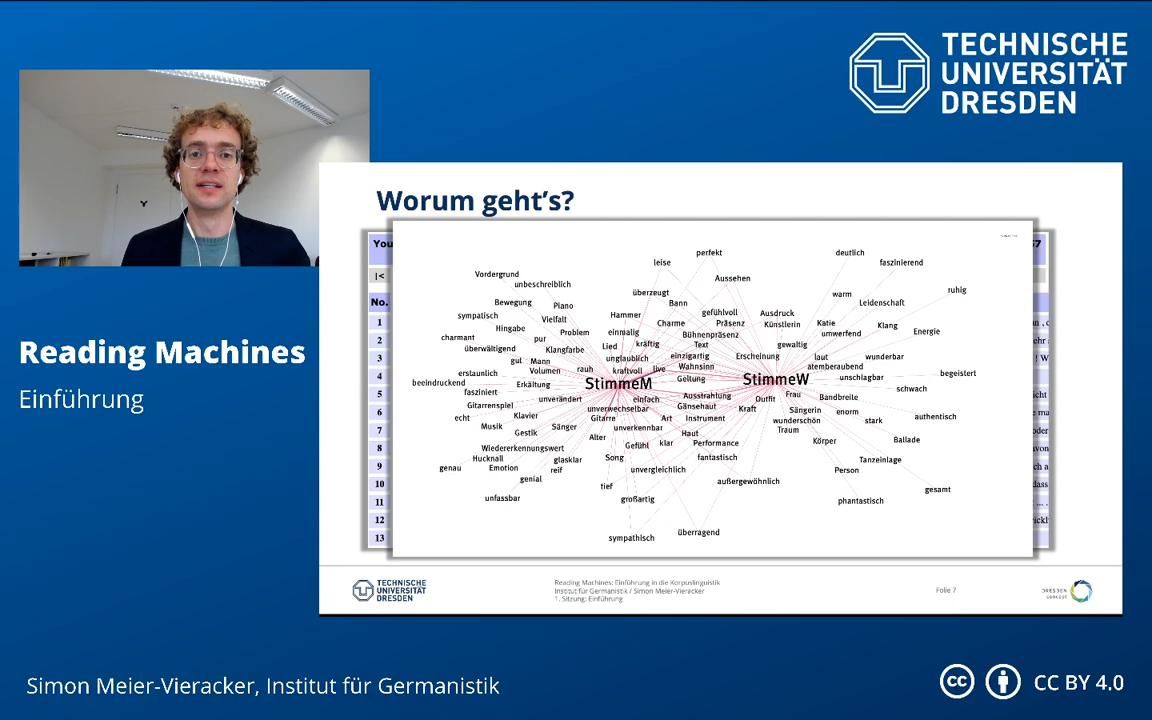 TECHNISCHE
UNIVERSITÄT
DRESDEN
Reading Machines
Einführung
Worum geht's?
You
|<
No.
1
2
3
4
5
6
7
8
9
10
11
12
13
perfekt
deutlich
leise
faszinierend
Vordergrund
Aussehen
unbeschreiblich
überzeugt
warm
ruhig
Bewegung
Piano
Bann
Leidenschaft
sympatisch
Vielfalt
Hammer
gefühlvoll
Ausdruck
Hingabe
Charme
Präsenz
Künstlerin
Katie
Klang
charmant
pur
Problem
einmalig
Bühnenpräsenz
umwerfend
Energie
überwältigend
Klangfarbe
Lied
kräftig
Text
gewaltig
gut
Mann
unglaublich
einzigartig
Erscheinung
laut
wunderbar
erstaunlich
Volumen
rauh
kraftvoll
live
Wahnsinn
atemberaubend
begeistert
beeindruckend
Erkältung
StimmeM
Geltung
StimmeW
unschlagbar
fasziniert
unverändert
einfach
Ausstrahlung
Outfit
Frau
Bandbreite
schwach
Gitarrenspiel
unverwechselbar
Gänsehaut
Kraft
Sängerin
enorm
echt
Klavier
Gitarre
Art
Instrument
wunderschön
stark
authentisch
Musik
Gestik
Sänger
unverkennbar
Haut
Traum
Alter
Gefühl
klar
Performance
Körper
Ballade
Wiedererkennungswert
Hucknall
glasklar
Song
fantastisch
Tanzeinlage
genau
Emotion
reif
unvergleichlich
Person
genial
tief
außergewöhnlich
gesamt
unfassbar
großartig
phantastisch
sympathisch
überragend
TECHNISCHE
UNIVERSITÄT
DRESDEN
Reading Machines: Einführung in die Korpuslinguistik
Institut für Germanistik / Simon Meier-Vieracker
1. Sitzung: Einführung
Folie 7
DRESDEN
concept
Simon Meier-Vieracker, Institut für Germanistik
CC BY 4.0